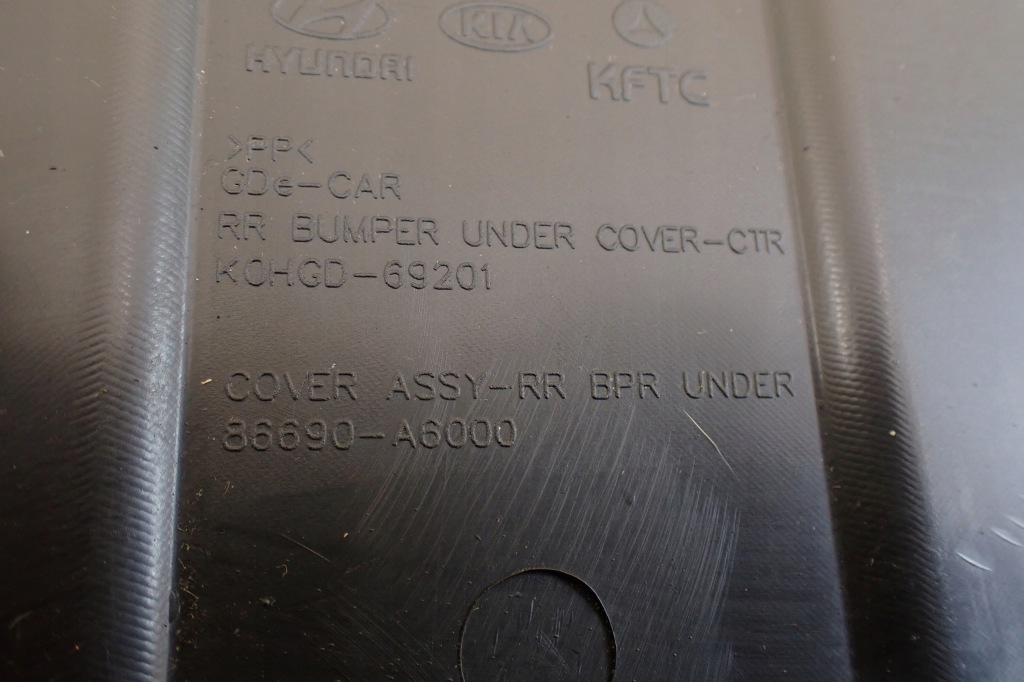 HYUNDAI
KIA
KFTC
>PP<
GDe-CAR
RR BUMPER UNDER COVER-CTR
KOHGD-69201
COVER ASSY-RR BPR UNDER
86690-A6000